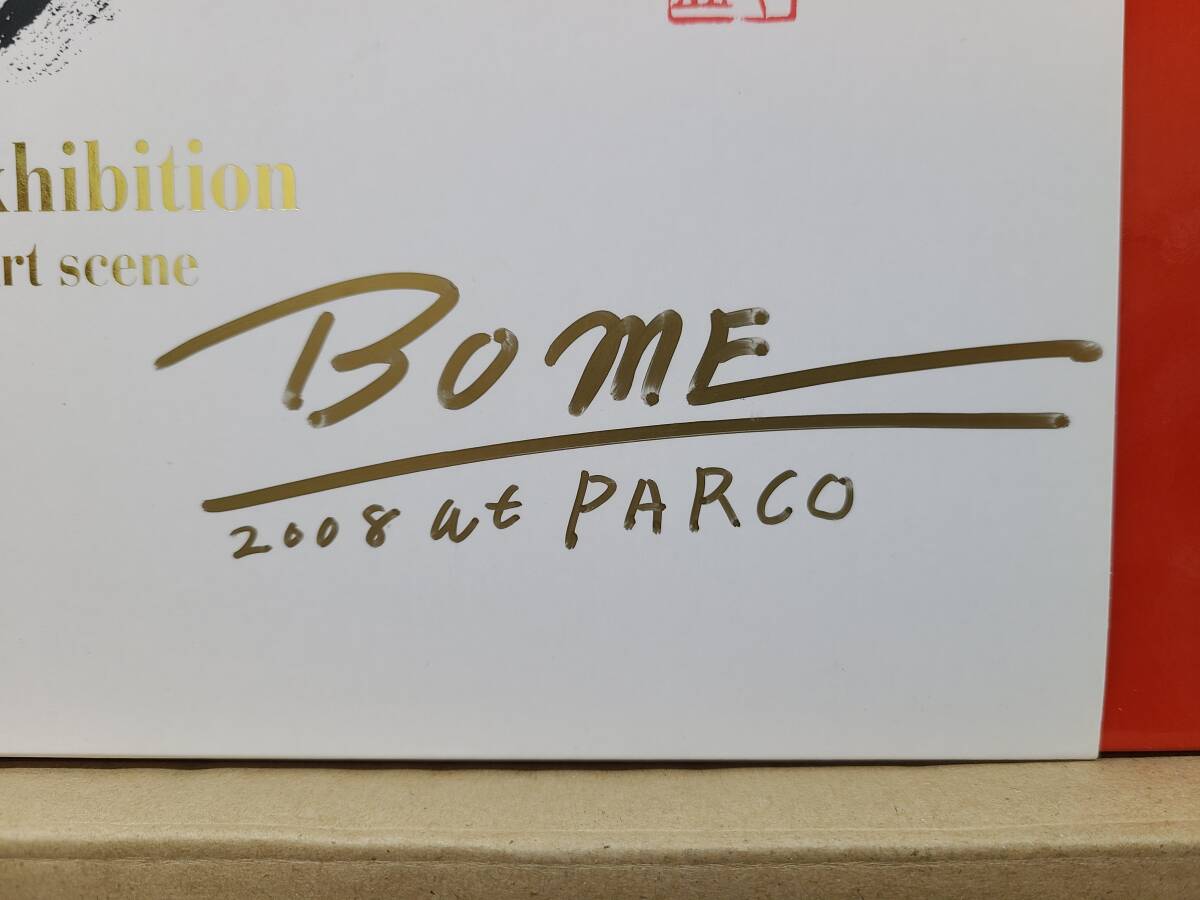 xhibition
rt scene
BOME
2008 at PARCO